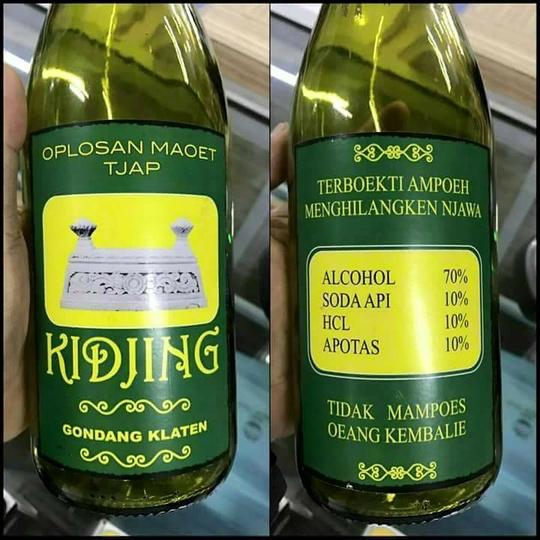 OPLOSAN MAOET
TJAP
KIDJING
GONDANG KLATEN
TERBOEKTI AMPOEH
MENGHILANGKEN NJAWA
ALCOHOL 70%
SODA API 10%
HCL 10%
APOTAS 10%
TIDAK MAMPOES
OEANG KEMBALIE